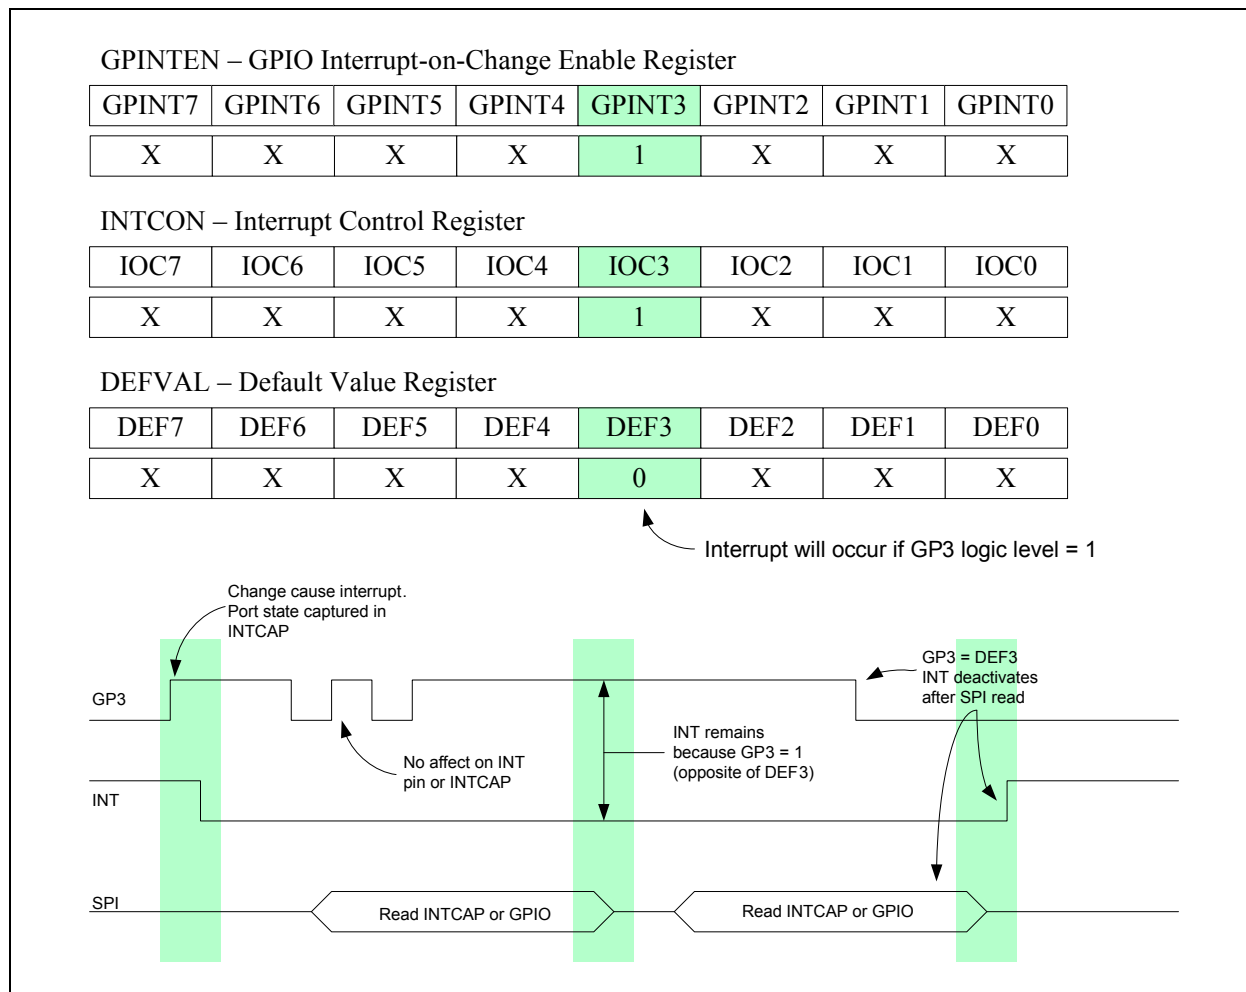 GPINTEN – GPIO Interrupt-on-Change Enable Register
GPINT7 GPINT6 GPINT5 GPINT4 GPINT3 GPINT2 GPINT1 GPINT0
X X X X 1 X X X
INTCON – Interrupt Control Register
IOC7 IOC6 IOC5 IOC4 IOC3 IOC2 IOC1 IOC0
X X X X 1 X X X
DEFVAL – Default Value Register
DEF7 DEF6 DEF5 DEF4 DEF3 DEF2 DEF1 DEF0
X X X X 0 X X X
Interrupt will occur if GP3 logic level = 1
Change cause interrupt.
Port state captured in
INTCAP
GP3 = DEF3
INT deactivates
after SPI read
GP3
No affect on INT
pin or INTCAP
INT remains
because GP3 = 1
(opposite of DEF3)
INT
SPI
Read INTCAP or GPIO
Read INTCAP or GPIO